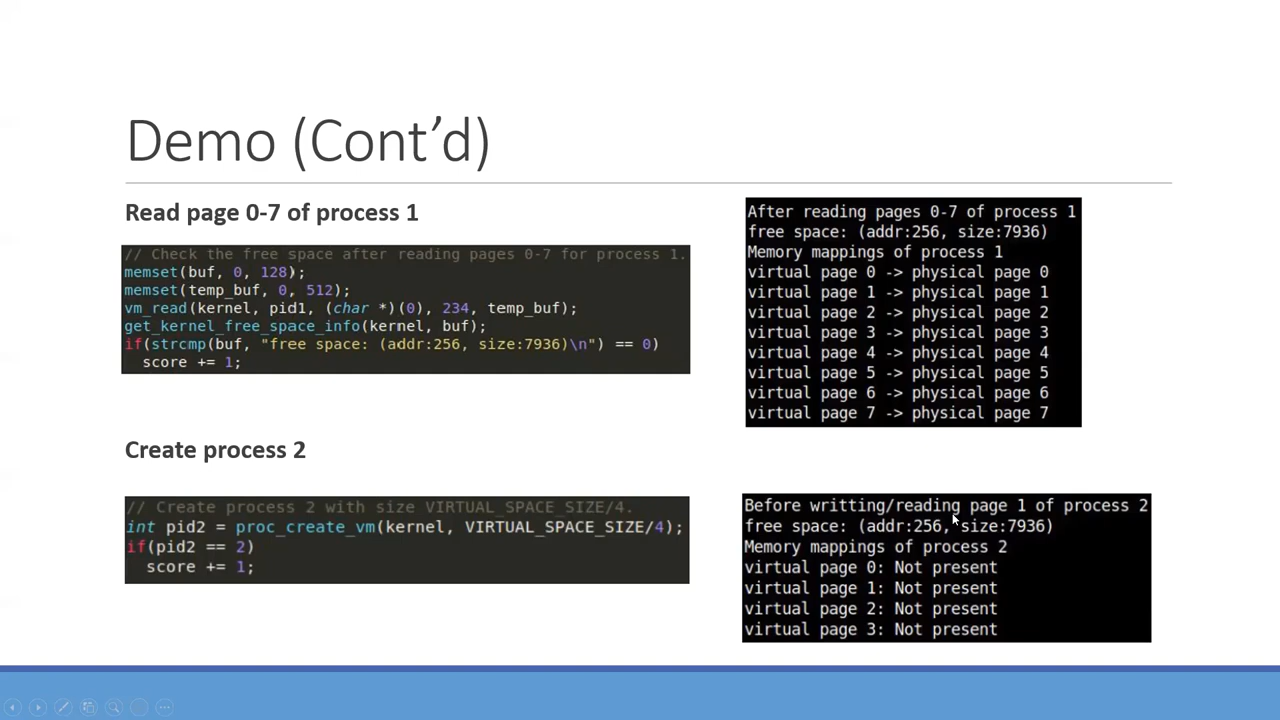 Demo (Cont’d)
Read page 0-7 of process 1
// Check the free space after reading pages 0-7 for process 1.
memset(buf, 0, 128);
memset(temp_buf, 0, 512);
vm_read(kernel, pid1, (char *)(0), 234, temp_buf);
get_kernel_free_space_info(kernel, buf);
if(strcmp(buf, "free space: (addr:256, size:7936)\n") == 0)
score += 1;
After reading pages 0-7 of process 1
free space: (addr:256, size:7936)
Memory mappings of process 1
virtual page 0 -> physical page 0
virtual page 1 -> physical page 1
virtual page 2 -> physical page 2
virtual page 3 -> physical page 3
virtual page 4 -> physical page 4
virtual page 5 -> physical page 5
virtual page 6 -> physical page 6
virtual page 7 -> physical page 7
Create process 2
// Create process 2 with size VIRTUAL_SPACE_SIZE/4.
int pid2 = proc_create_vm(kernel, VIRTUAL_SPACE_SIZE/4);
if(pid2 == 2)
score += 1;
Before writting/reading page 1 of process 2
free space: (addr:256, size:7936)
Memory mappings of process 2
virtual page 0: Not present
virtual page 1: Not present
virtual page 2: Not present
virtual page 3: Not present